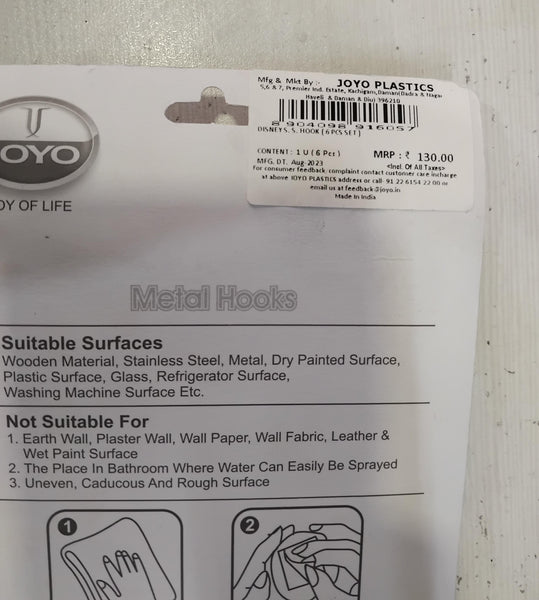 Mfg & Mkt By :- JOYO PLASTICS
5,6 & 7, Premier Ind. Estate, Kachigam, Daman(Dadra & Nagar
Haveli & Daman & Diu) 396210
8 904098 916057
DISNEY S. S. HOOK [ 6 PCS SET ]
CONTENT: 1 U ( 6 Pcs )
MRP : ₹ 130.00
<Incl. Of All Taxes>
MFG. DT. Aug-2023
For consumer feedback, complaint contact customer care incharge
at above JOYO PLASTICS address or call- 91 22 6154 22 00 or
email us at feedback@joyo.in
Made In India
OYO
OY OF LIFE
Metal Hooks
Suitable Surfaces
Wooden Material, Stainless Steel, Metal, Dry Painted Surface,
Plastic Surface, Glass, Refrigerator Surface,
Washing Machine Surface Etc.
Not Suitable For
1. Earth Wall, Plaster Wall, Wall Paper, Wall Fabric, Leather &
Wet Paint Surface
2. The Place In Bathroom Where Water Can Easily Be Sprayed
3. Uneven, Caducous And Rough Surface
1
2